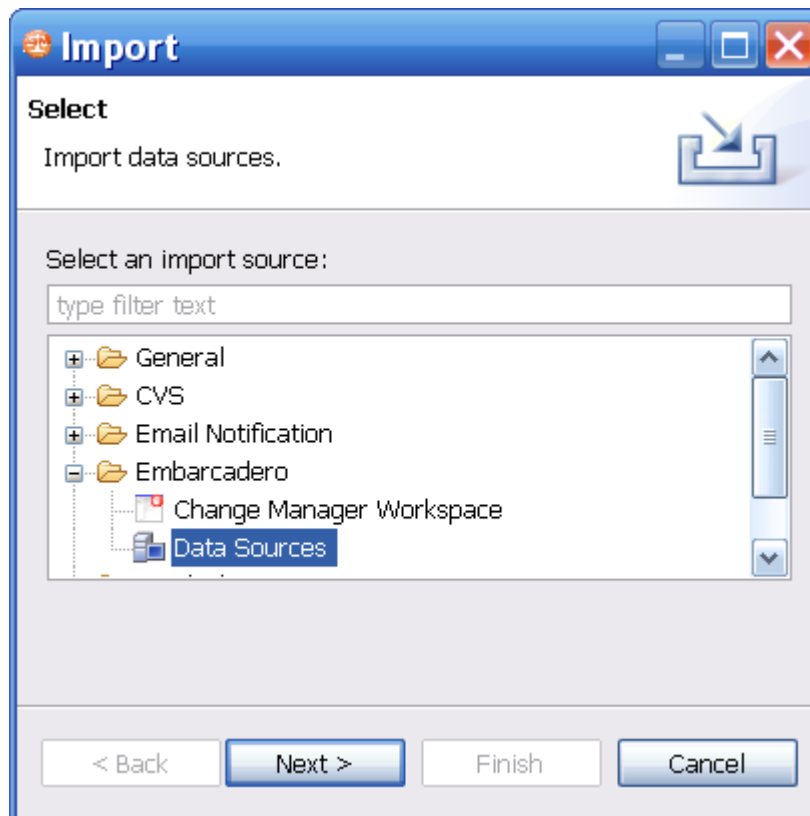 Import
Select
Import data sources.
Select an import source:
type filter text
General
CVS
Email Notification
Embarcadero
Change Manager Workspace
Data Sources
< Back Next > Finish Cancel